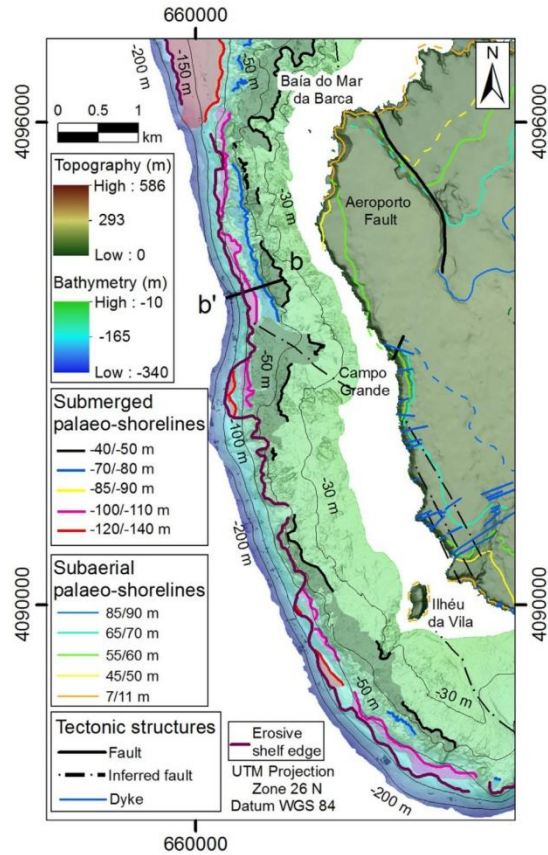 660000
-200 m
-150 m
-50 m
Baía do Mar
da Barca
N
4096000
4096000
0 0.5 1
km
Topography (m)
High : 586
293
Low : 0
Bathymetry (m)
High : -10
-165
Low : -340
-30 m
Aeroporto
Fault
b
b'
-50 m
Campo
Grande
-100 m
-30 m
-200 m
Submerged
palaeo-shorelines
-40/-50 m
-70/-80 m
-85/-90 m
-100/-110 m
-120/-140 m
4090000
4090000
Ilhéu
da Vila
Subaerial
palaeo-shorelines
85/90 m
65/70 m
55/60 m
45/50 m
7/11 m
-50 m
-30 m
Tectonic structures
Fault
Inferred fault
Dyke
Erosive
shelf edge
UTM Projection
Zone 26 N
Datum WGS 84
-200 m
660000